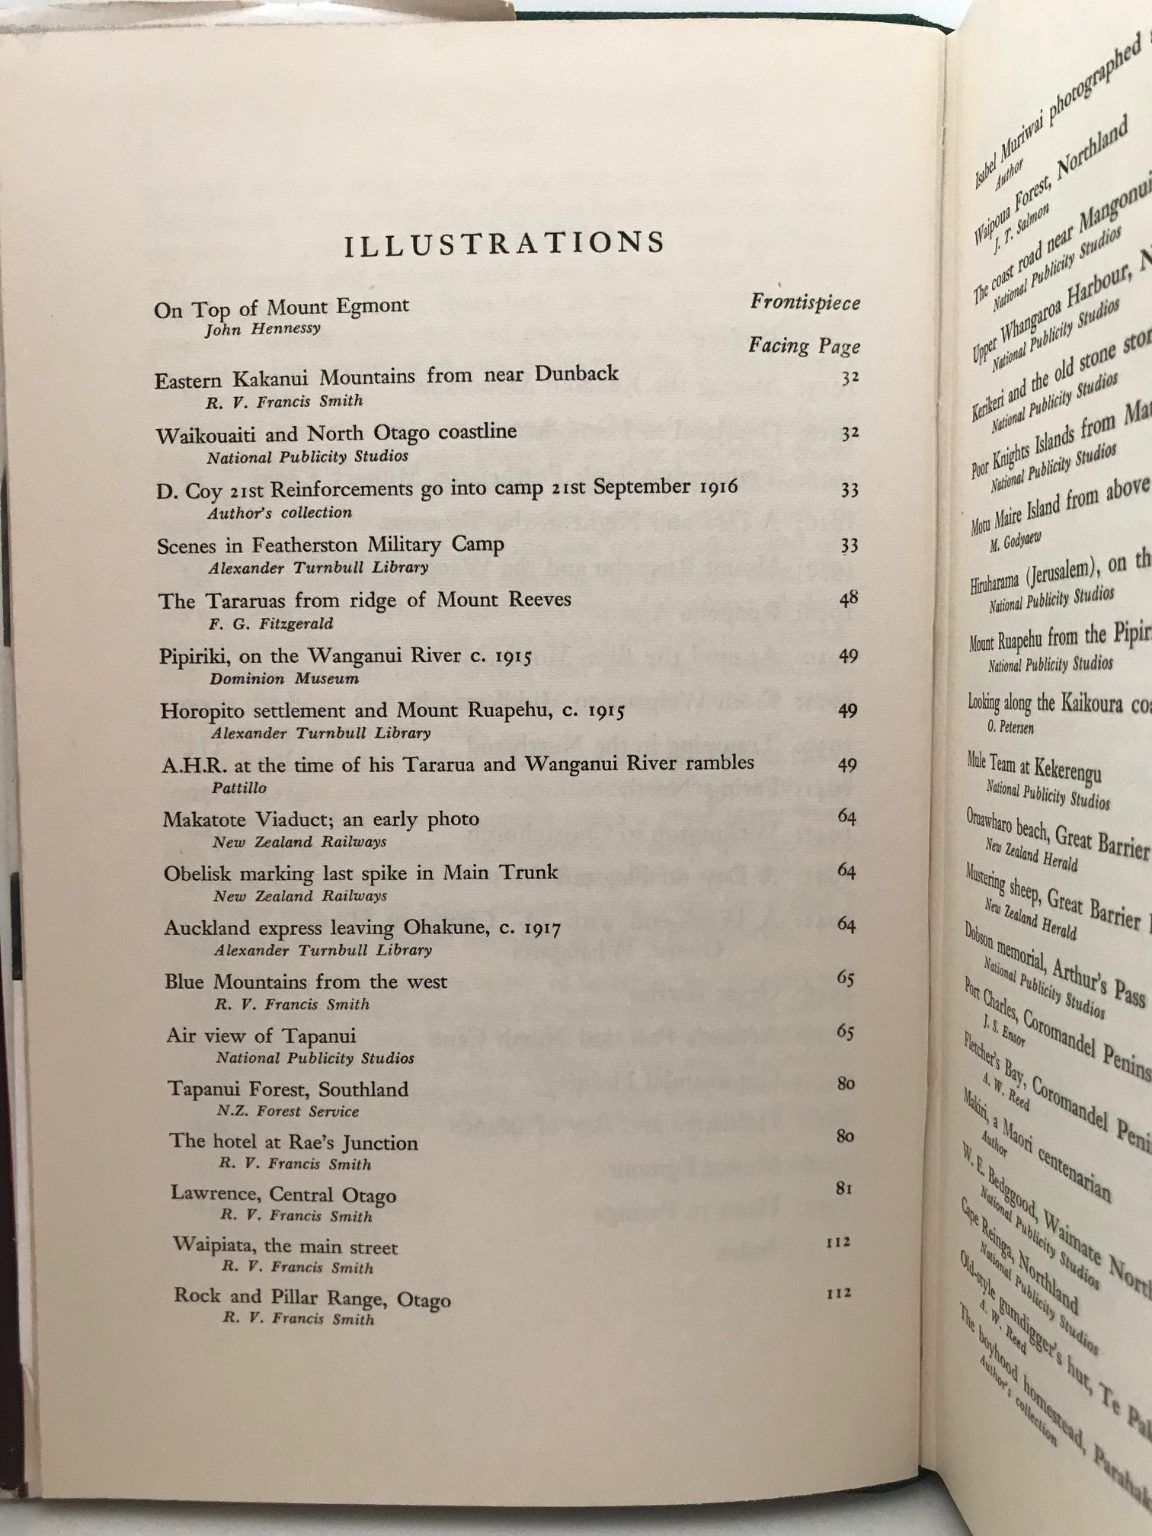 ILLUSTRATIONS
On Top of Mount Egmont Frontispiece
John Hennessy
Facing Page
Eastern Kakanui Mountains from near Dunback 32
R. V. Francis Smith
Waikouaiti and North Otago coastline 32
National Publicity Studios
D. Coy 21st Reinforcements go into camp 21st September 1916 33
Author's collection
Scenes in Featherston Military Camp 33
Alexander Turnbull Library
The Tararuas from ridge of Mount Reeves 48
F. G. Fitzgerald
Pipiriki, on the Wanganui River c. 1915 49
Dominion Museum
Horopito settlement and Mount Ruapehu, c. 1915 49
Alexander Turnbull Library
A.H.R. at the time of his Tararua and Wanganui River rambles 49
Pattillo
Makatote Viaduct; an early photo 64
New Zealand Railways
Obelisk marking last spike in Main Trunk 64
New Zealand Railways
Auckland express leaving Ohakune, c. 1917 64
Alexander Turnbull Library
Blue Mountains from the west 65
R. V. Francis Smith
Air view of Tapanui 65
National Publicity Studios
Tapanui Forest, Southland 80
N.Z. Forest Service
The hotel at Rae's Junction 80
R. V. Francis Smith
Lawrence, Central Otago 81
R. V. Francis Smith
Waipiata, the main street 112
R. V. Francis Smith
Rock and Pillar Range, Otago 112
R. V. Francis Smith
Isabel Muriwai photographed
Author
Waipoua Forest, Northland
J. T. Salmon
The coast road near Mangonui
National Publicity Studios
Upper Whangaroa Harbour,
National Publicity Studios
Kerikeri and the old stone
National Publicity Studios
Poor Knights Islands from
National Publicity Studios
Motu Maire Island from above
M. Godyaew
Hiruharama (Jerusalem), on
National Publicity Studios
Mount Ruapehu from the
National Publicity Studios
Looking along the Kaikoura
O. Petersen
Mule Team at Kekerengu
National Publicity Studios
Oruawharo beach, Great Barrier
New Zealand Herald
Mustering sheep, Great Barrier
New Zealand Herald
Dobson memorial, Arthur's Pass
National Publicity Studios
Port Charles, Coromandel
J. S. Ensor
Fletcher's Bay, Coromandel
A. W. Reed
Makiri, a Maori centenarian
Author
W. E. Bedggood, Waimate
National Publicity Studios
Cape Reinga, Northland
National Publicity Studios
Old-style gumdigger's hut, Te
A. W. Reed
The boyhood homestead,
Author's collection